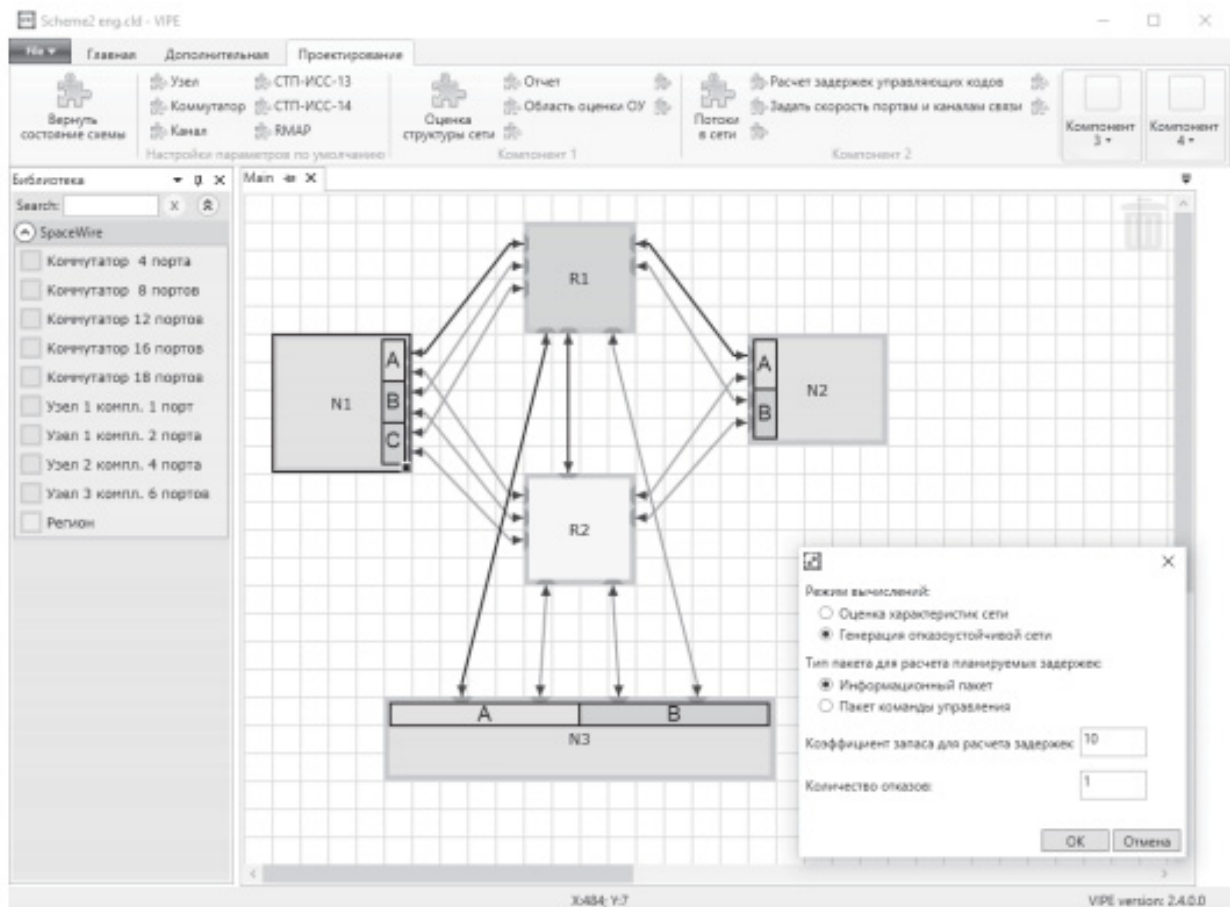 Scheme2 eng.cld - VIPE
File
Главная
Дополнительная
Проектирование
Вернуть
состояние схемы
Узел
Коммутатор
Канал
СТП-ИСС-13
СТП-ИСС-14
RMAP
Настройки параметров по умолчанию
Оценка
структуры сети
Отчет
Область оценки ОУ
Компонент 1
Потоки
в сети
Расчет задержек управляющих кодов
Задать скорость портам и каналам связи
Компонент 2
Компонент
3
Компонент
4
Библиотека
Search:
x
SpaceWire
Коммутатор 4 порта
Коммутатор 8 портов
Коммутатор 12 портов
Коммутатор 16 портов
Коммутатор 18 портов
Узел 1 компл. 1 порт
Узел 1 компл. 2 порта
Узел 2 компл. 4 порта
Узел 3 компл. 6 портов
Регион
Main
R1
N1
A
B
C
A
B
N2
R2
A
B
N3
Режим вычислений:
Оценка характеристик сети
Генерация отказоустойчивой сети
Тип пакета для расчета планируемых задержек:
Информационный пакет
Пакет команды управления
Коэффициент запаса для расчета задержек: 10
Количество отказов: 1
OK
Отмена
X:484; Y:7
VIPE version: 2.4.0.0